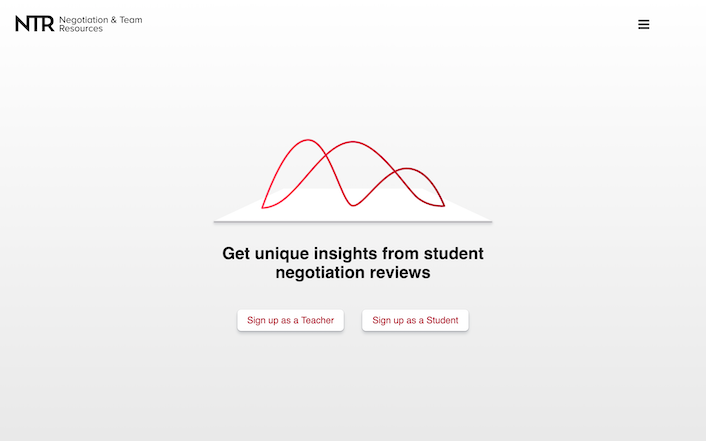 NTR Negotiation & Team
Resources
Get unique insights from student
negotiation reviews
Sign up as a Teacher
Sign up as a Student